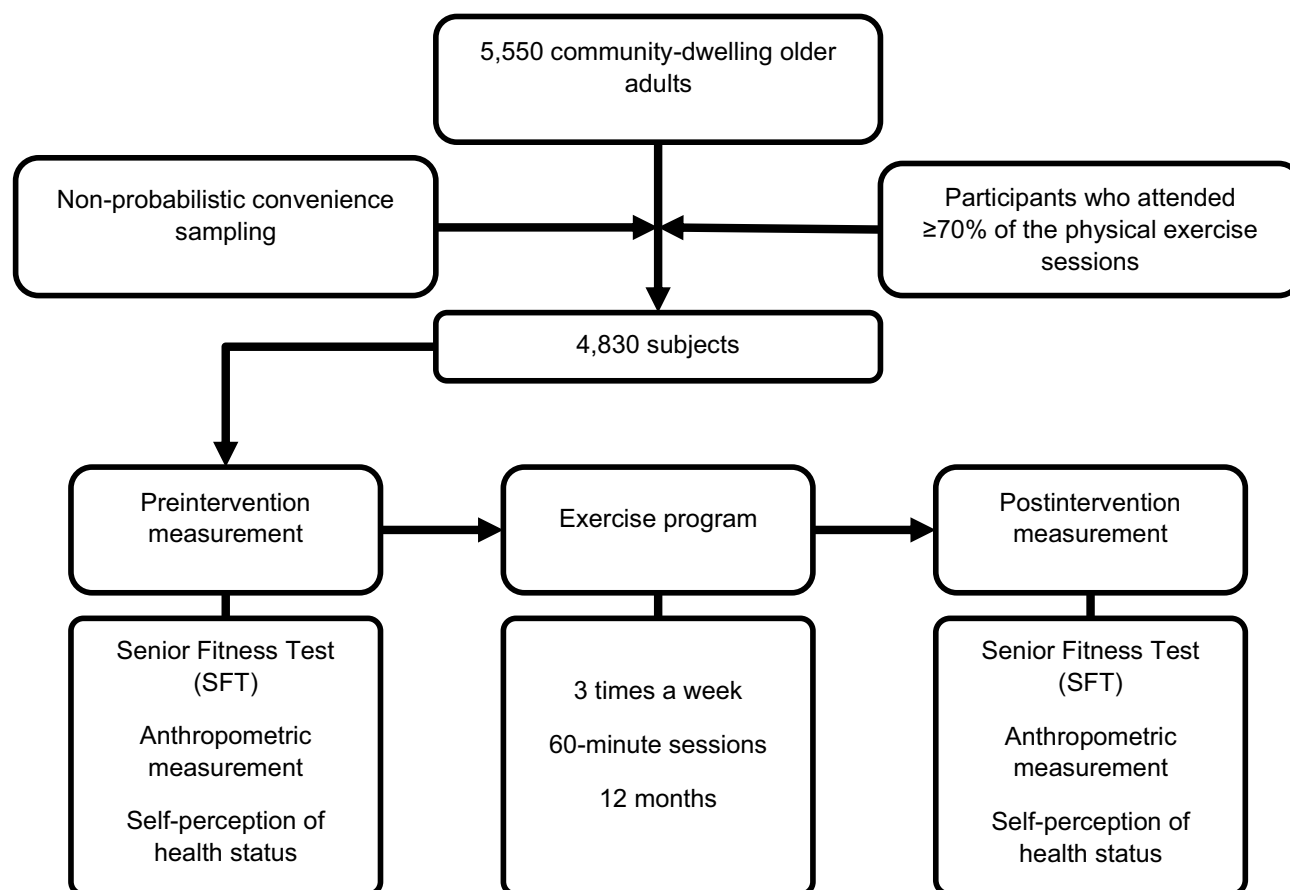 5,550 community-dwelling older
adults
Non-probabilistic convenience
sampling
Participants who attended
≥70% of the physical exercise
sessions
4,830 subjects
Preintervention
measurement
Exercise program
Postintervention
measurement
Senior Fitness Test
(SFT)
Anthropometric
measurement
Self-perception of
health status
3 times a week
60-minute sessions
12 months
Senior Fitness Test
(SFT)
Anthropometric
measurement
Self-perception of
health status